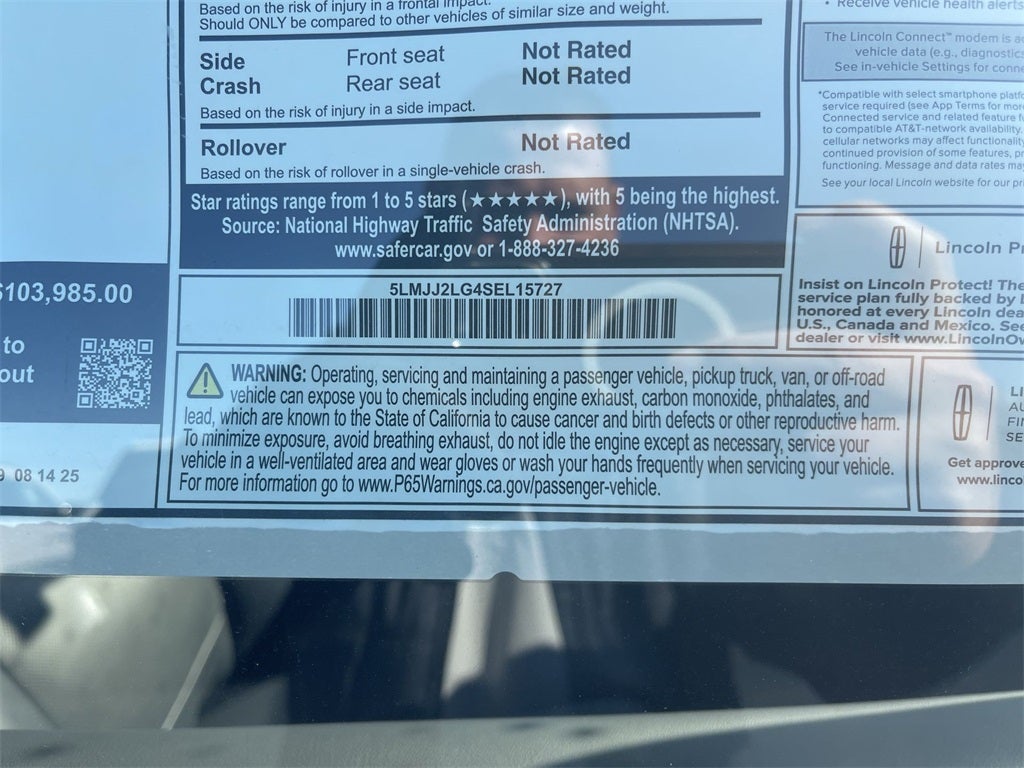 Based on the risk of injury in a frontal impact.
Should ONLY be compared to other vehicles of similar size and weight.
Side Front seat Not Rated
Crash Rear seat Not Rated
Based on the risk of injury in a side impact.
Rollover Not Rated
Based on the risk of rollover in a single-vehicle crash.
Star ratings range from 1 to 5 stars (★★★★★), with 5 being the highest.
Source: National Highway Traffic Safety Administration (NHTSA).
www.safercar.gov or 1-888-327-4236
$103,985.00
to
out
08 14 25
5LMJJ2LG4SEL15727
WARNING: Operating, servicing and maintaining a passenger vehicle, pickup truck, van, or off-road
vehicle can expose you to chemicals including engine exhaust, carbon monoxide, phthalates, and
lead, which are known to the State of California to cause cancer and birth defects or other reproductive harm.
To minimize exposure, avoid breathing exhaust, do not idle the engine except as necessary, service your
vehicle in a well-ventilated area and wear gloves or wash your hands frequently when servicing your vehicle.
For more information go to www.P65Warnings.ca.gov/passenger-vehicle.
• Receive vehicle health alerts
The Lincoln Connect™ modem is
vehicle data (e.g., diagnostics
See in-vehicle Settings for
*Compatible with select smartphone
service required (see App Terms for
Connected service and related feature
to compatible AT&T-network availability.
cellular networks may affect functionality
continued provision of some features,
functioning. Message and data rates
See your local Lincoln website for our
Lincoln
Insist on Lincoln Protect! The
service plan fully backed by
honored at every Lincoln
U.S., Canada and Mexico. See
dealer or visit www.LincolnOw
Get
www.linco